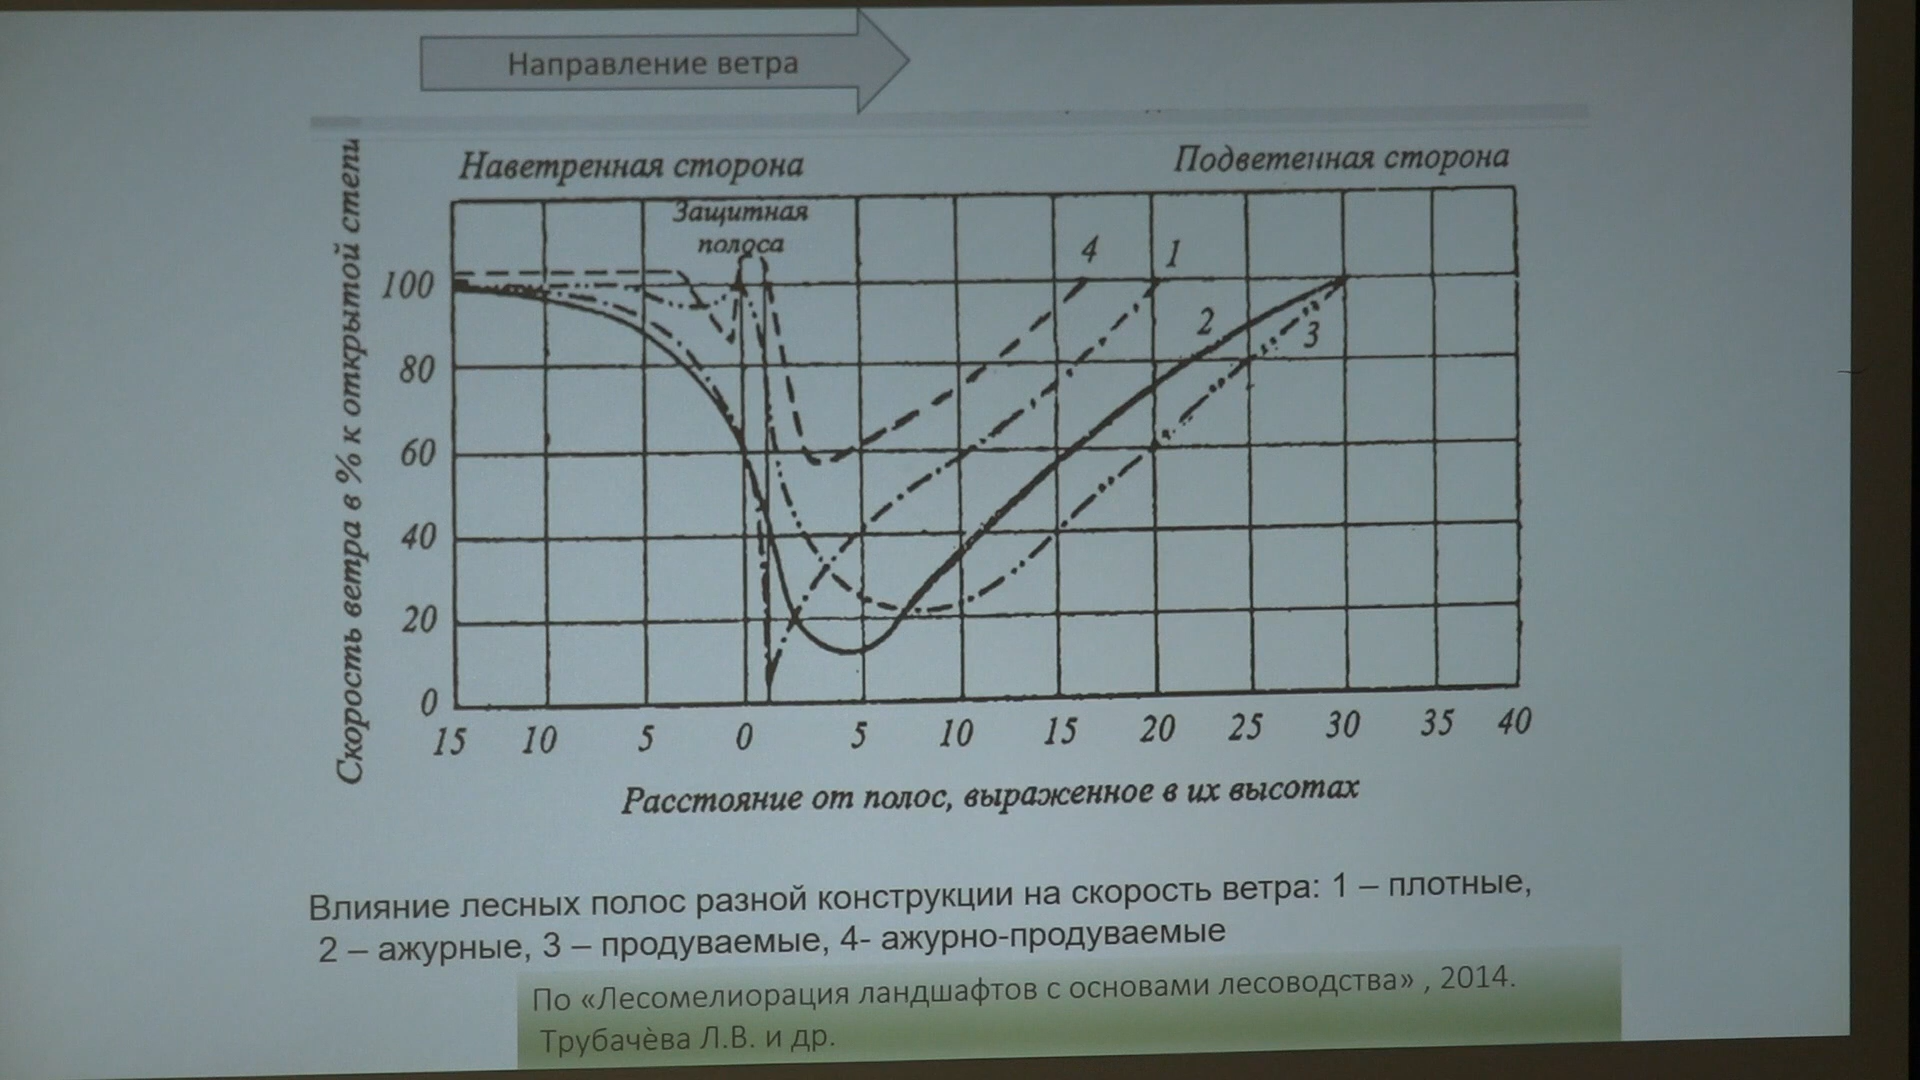 Направление ветра
Наветренная сторона
Подветенная сторона
Защитная
полоса
Скорость ветра в % к открытой степи
100
80
60
40
20
0
4
1
2
3
15 10 5 0 5 10 15 20 25 30 35 40
Расстояние от полос, выраженное в их высотах
Влияние лесных полос разной конструкции на скорость ветра: 1 – плотные,
2 – ажурные, 3 – продуваемые, 4- ажурно-продуваемые
По «Лесомелиорация ландшафтов с основами лесоводства» , 2014.
Трубачѐва Л.В. и др.